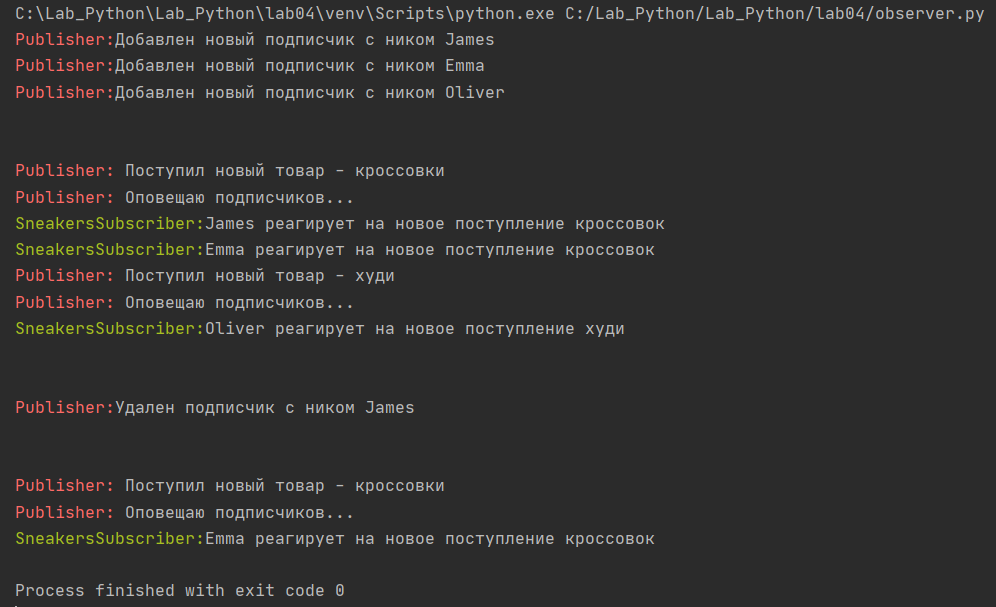 C:\Lab_Python\Lab_Python\lab04\venv\Scripts\python.exe C:/Lab_Python/Lab_Python/lab04/observer.py
Publisher:Добавлен новый подписчик с ником James
Publisher:Добавлен новый подписчик с ником Emma
Publisher:Добавлен новый подписчик с ником Oliver
Publisher: Поступил новый товар - кроссовки
Publisher: Оповещаю подписчиков...
SneakersSubscriber:James реагирует на новое поступление кроссовок
SneakersSubscriber:Emma реагирует на новое поступление кроссовок
Publisher: Поступил новый товар - худи
Publisher: Оповещаю подписчиков...
SneakersSubscriber:Oliver реагирует на новое поступление худи
Publisher:Удален подписчик с ником James
Publisher: Поступил новый товар - кроссовки
Publisher: Оповещаю подписчиков...
SneakersSubscriber:Emma реагирует на новое поступление кроссовок
Process finished with exit code 0